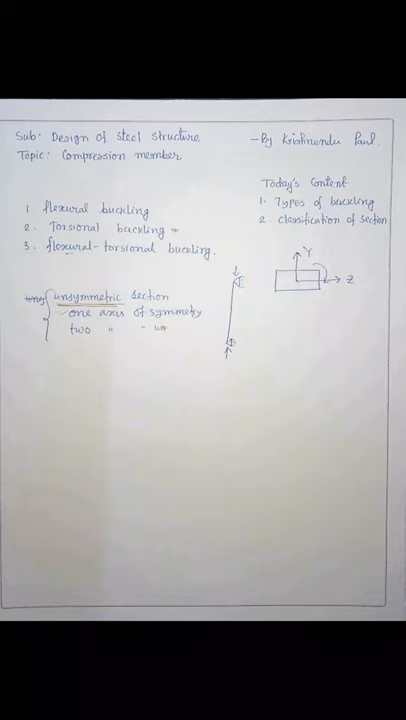 Sub: Design of steel structure
- By Krishnendu Paul.
Topic: Compression member
Today's Content
1. Types of buckling
2. Classification of section
1. flexural buckling
2. Torsional buckling
3. flexural-torsional buckling.
unsymmetric section
one axis of symmetry
two " "
Y
Z